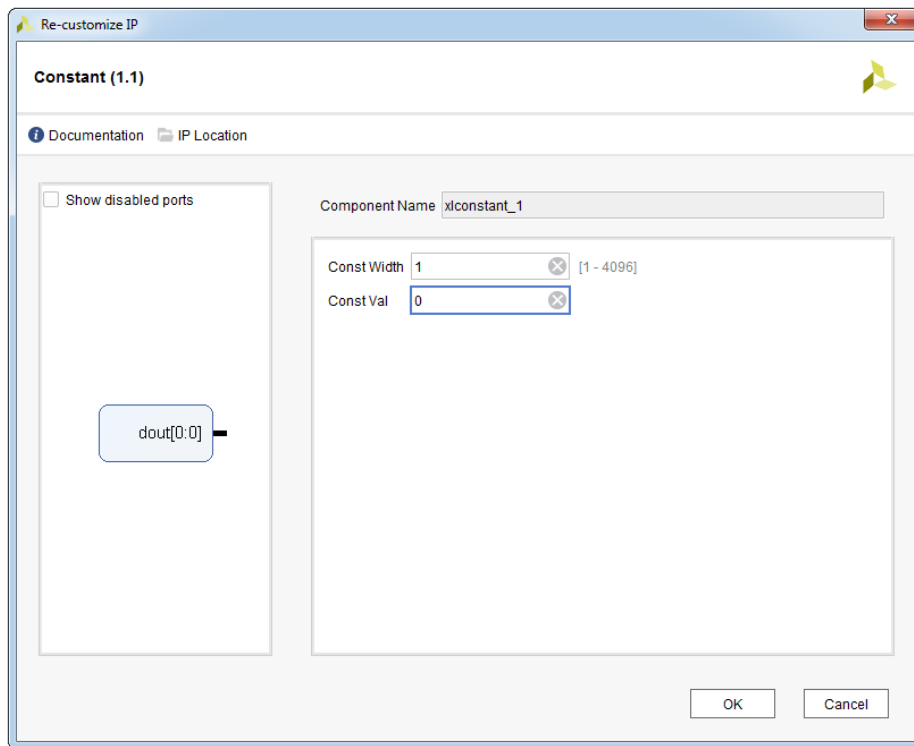 Re-customize IP
Constant (1.1)
Documentation IP Location
Show disabled ports
dout[0:0]
Component Name xlconstant_1
Const Width 1 [1 - 4096]
Const Val 0
OK Cancel